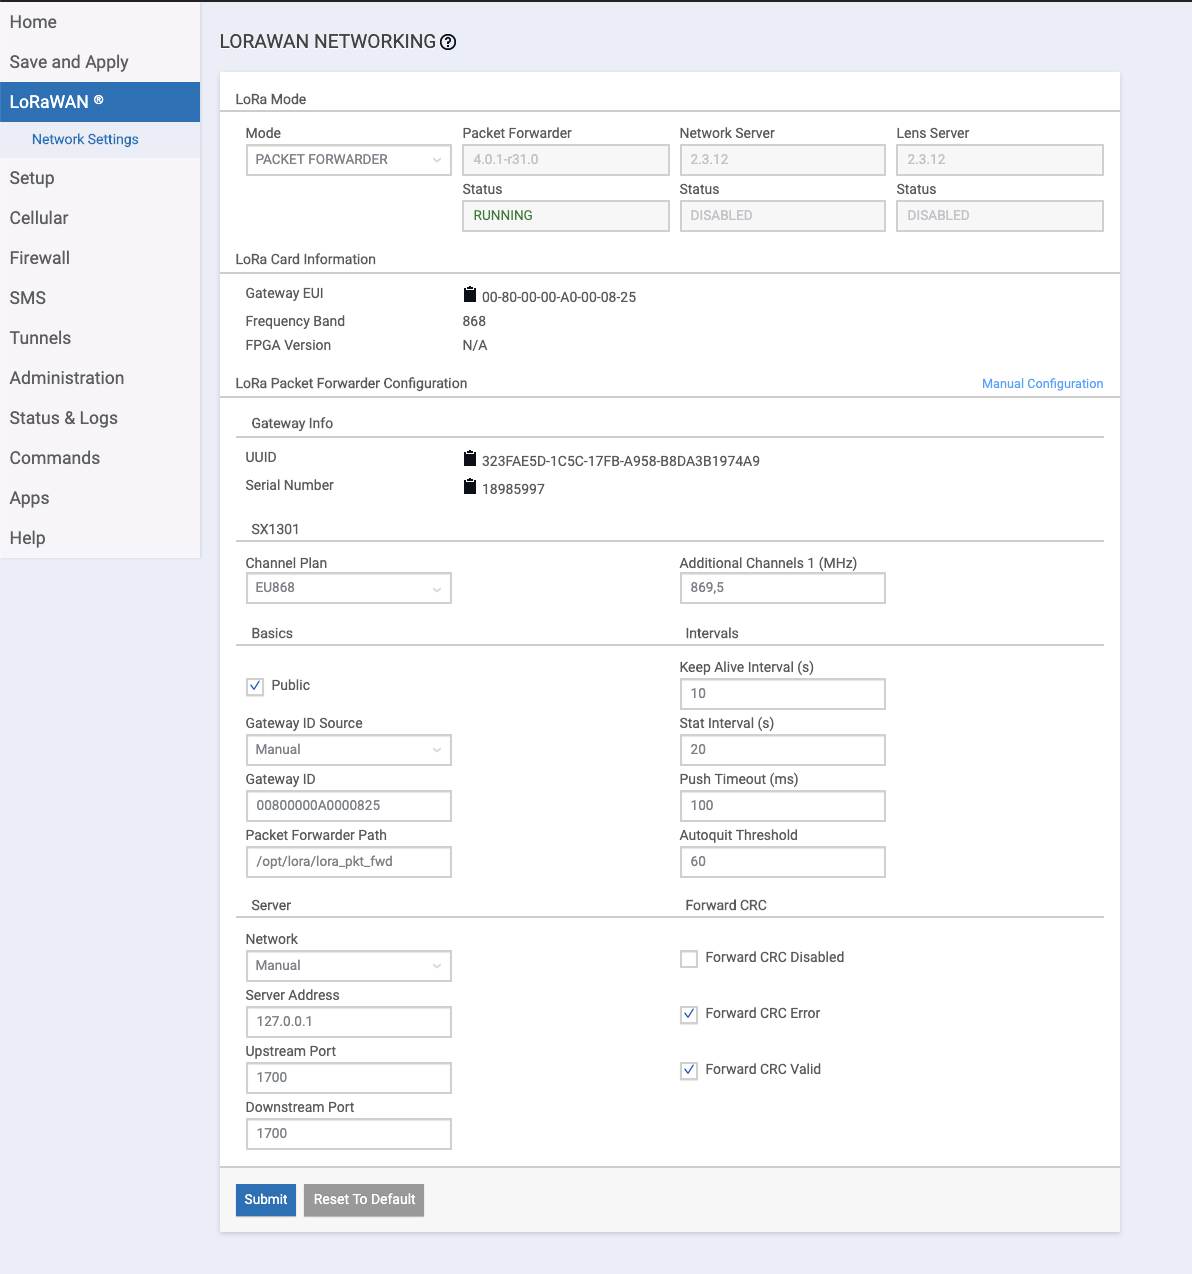 Home
Save and Apply
LoRaWAN ®
Network Settings
Setup
Cellular
Firewall
SMS
Tunnels
Administration
Status & Logs
Commands
Apps
Help
LORAWAN NETWORKING
LoRa Mode
Mode Packet Forwarder Network Server Lens Server
PACKET FORWARDER 4.0.1-r31.0 2.3.12 2.3.12
Status Status Status
RUNNING DISABLED DISABLED
LoRa Card Information
Gateway EUI 00-80-00-00-A0-00-08-25
Frequency Band 868
FPGA Version N/A
LoRa Packet Forwarder Configuration Manual Configuration
Gateway Info
UUID 323FAE5D-1C5C-17FB-A958-B8DA3B1974A9
Serial Number 18985997
SX1301
Channel Plan Additional Channels 1 (MHz)
EU868 869,5
Basics Intervals
Public
Keep Alive Interval (s)
10
Gateway ID Source Stat Interval (s)
Manual 20
Gateway ID Push Timeout (ms)
00800000A0000825 100
Packet Forwarder Path Autoquit Threshold
/opt/lora/lora_pkt_fwd 60
Server Forward CRC
Network
Manual
Forward CRC Disabled
Server Address
127.0.0.1
Forward CRC Error
Upstream Port
1700
Forward CRC Valid
Downstream Port
1700
Submit Reset To Default